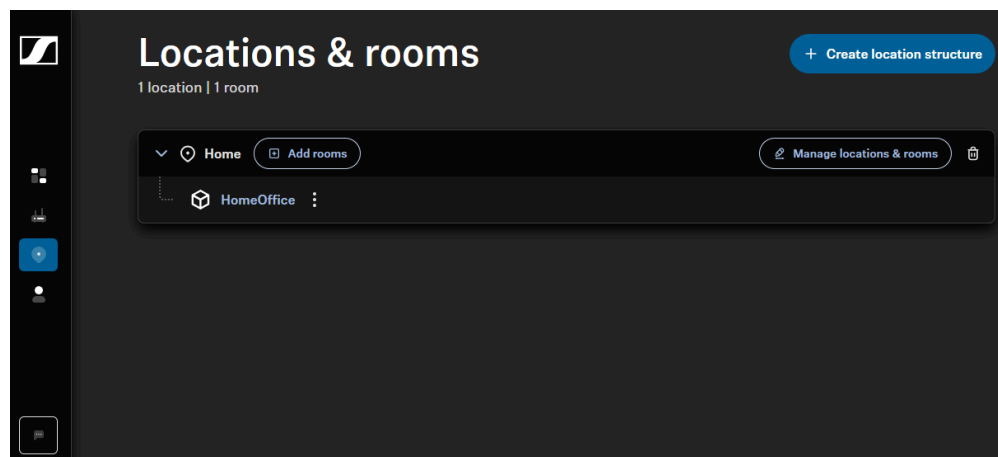 Locations & rooms
+ Create location structure
1 location | 1 room
Home
Add rooms
Manage locations & rooms
HomeOffice